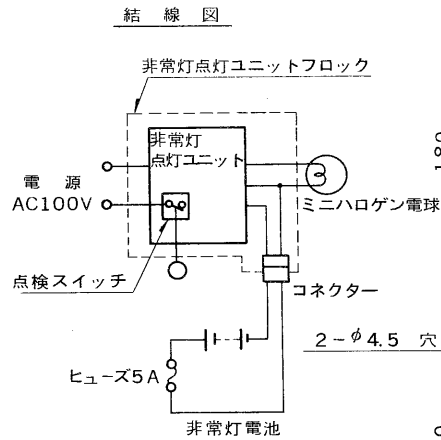 結線図
非常灯点灯ユニットフロック
非常灯
点灯ユニット
電源
AC100V
ミニハロゲン電球
点検スイッチ
コネクター
2-φ4.5 穴
ヒューズ5A
非常灯電池